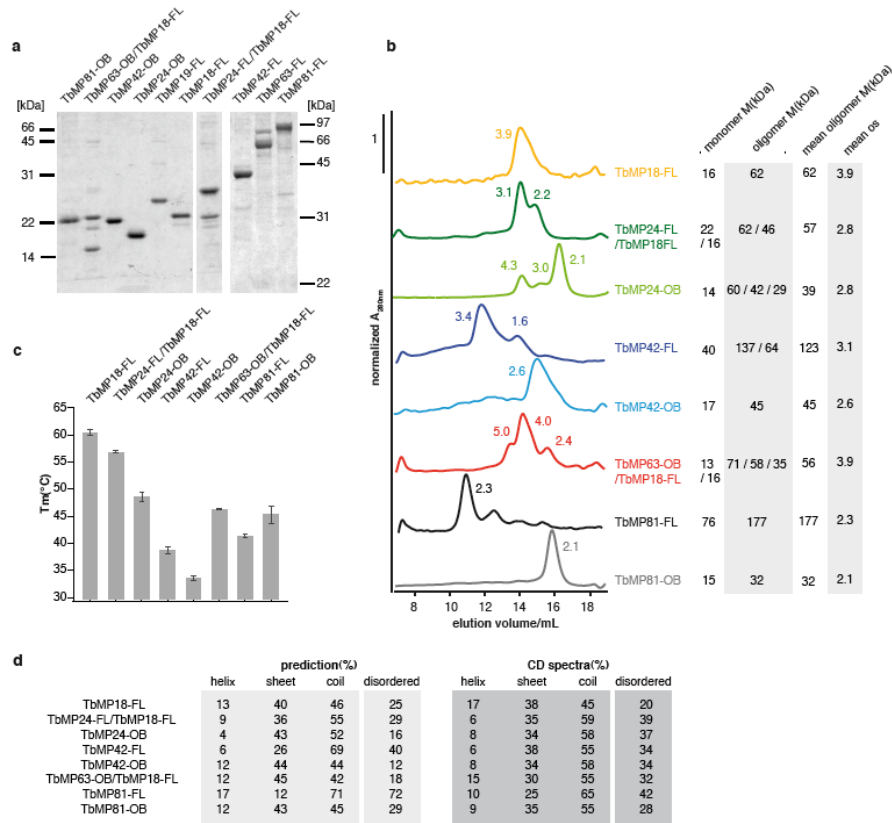 a
TbMP81-OB
TbMP63-OB/TbMP18-FL
TbMP42-OB
TbMP24-OB
TbMP19-FL
TbMP18-FL
TbMP24-FL/TbMP18-FL
TbMP42-FL
TbMP63-FL
TbMP81-FL
[kDa]
66
45
31
22
14
[kDa]
97
66
45
31
22
b
monomer M(kDa)
oligomer M(kDa)
mean oligomer M(kDa)
mean os
1
normalized A280nm
3.9
TbMP18-FL
16 62 62 3.9
3.1 2.2
TbMP24-FL
/TbMP18FL
22
/ 16
62 / 46 57 2.8
4.3 3.0 2.1
TbMP24-OB
14 60 / 42 / 29 39 2.8
3.4 1.6
TbMP42-FL
40 137 / 64 123 3.1
2.6
TbMP42-OB
17 45 45 2.6
5.0 4.0 2.4
TbMP63-OB
/TbMP18-FL
13
/ 16
71 / 58 / 35 56 3.9
2.3
TbMP81-FL
76 177 177 2.3
2.1
TbMP81-OB
15 32 32 2.1
8 10 12 14 16 18
elution volume/mL
c
TbMP18-FL
TbMP24-FL/TbMP18-FL
TbMP24-OB
TbMP42-FL
TbMP42-OB
TbMP63-OB/TbMP18-FL
TbMP81-FL
TbMP81-OB
Tm(°C)
65
60
55
50
45
40
35
30
d
prediction(%) CD spectra(%)
helix sheet coil disordered helix sheet coil disordered
TbMP18-FL 13 40 46 25 17 38 45 20
TbMP24-FL/TbMP18-FL 9 36 55 29 6 35 59 39
TbMP24-OB 4 43 52 16 8 34 58 37
TbMP42-FL 6 26 69 40 6 38 55 34
TbMP42-OB 12 44 44 12 8 34 58 34
TbMP63-OB/TbMP18-FL 12 45 42 18 15 30 55 32
TbMP81-FL 17 12 71 72 10 25 65 42
TbMP81-OB 12 43 45 29 9 35 55 28